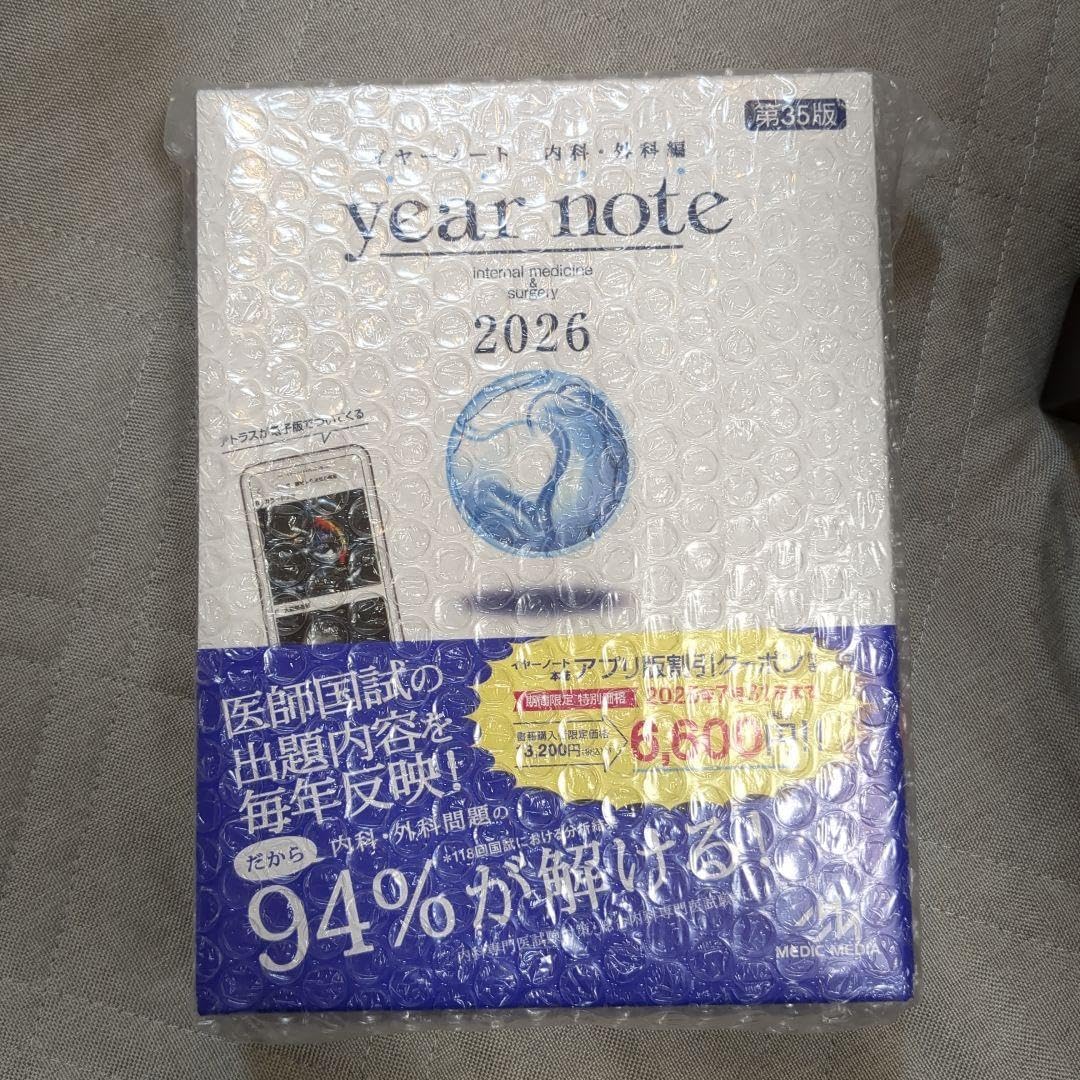 第35版
イヤーノート 内科・外科編
year note
internal medicine
&
surgery
2026
アトラスが電子版でついてくる
医師国試の
出題内容を
毎年反映!
イヤーノート
本誌
アプリ版割引クーポン
期間限定 特別価格
書籍購入者限定価格
13,200円
6,600円!
だから
内科・外科問題の
*118回国試における分析結果
94%が解ける!
MEDIC MEDIA